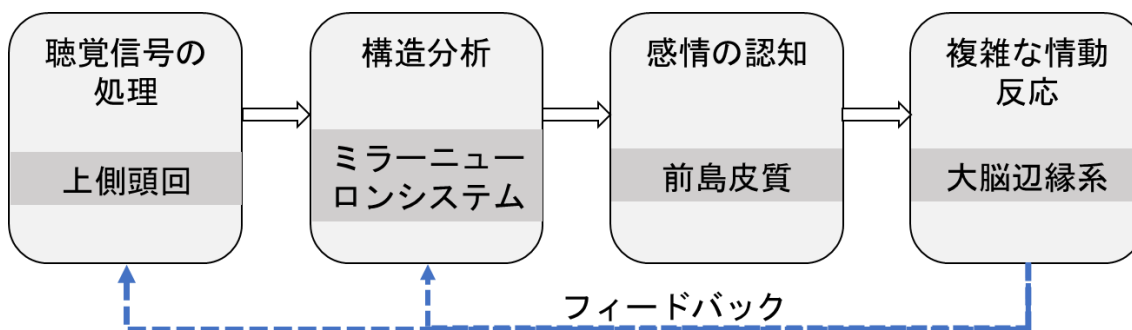 聴覚信号の
処理
上側頭回
構造分析
ミラーニュー
ロンシステム
感情の認知
前島皮質
複雑な情動
反応
大脳辺縁系
フィードバック